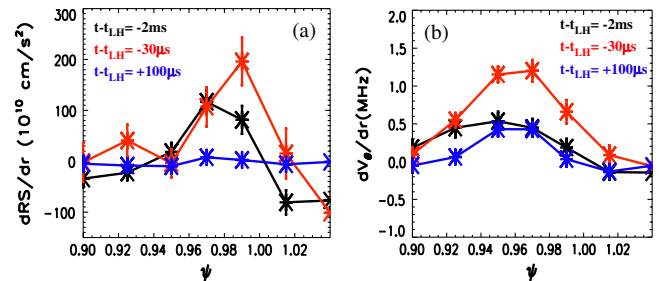 (a)
t-t_LH= -2ms
t-t_LH= -30µs
t-t_LH= +100µs
dRS/dr (10^10 cm/s^2)
300
200
100
0
-100
0.90 0.92 0.94 0.96 0.98 1.00 1.02
ψ
(b)
t-t_LH= -2ms
t-t_LH= -30µs
t-t_LH= +100µs
dV_θ/dr(MHz)
2.0
1.5
1.0
0.5
0.0
-0.5
-1.0
0.90 0.92 0.94 0.96 0.98 1.00 1.02
ψ